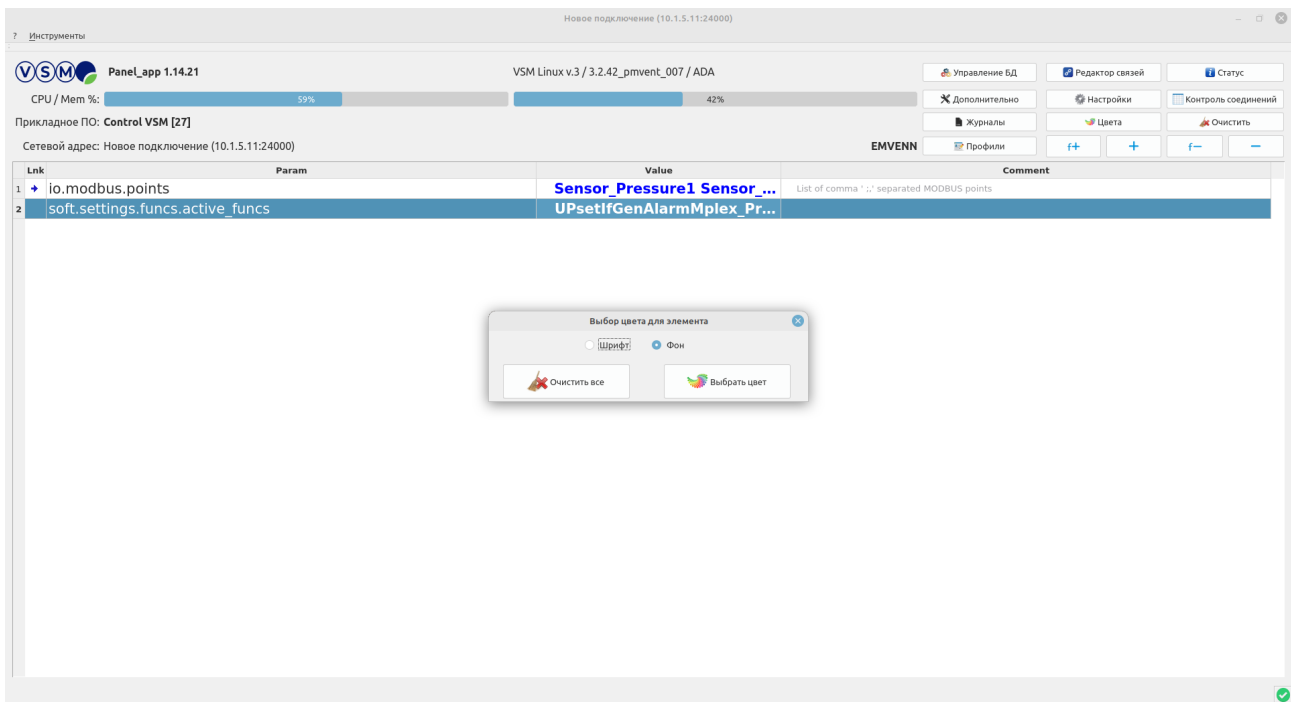 Новое подключение (10.1.5.11:24000)
? Инструменты
VSM Panel_app 1.14.21 VSM Linux v.3 / 3.2.42_pmvent_007 / ADA Управление БД Редактор связей Статус
CPU / Mem %: 59% 42% Дополнительно Настройки Контроль соединений
Прикладное ПО: Control VSM [27] Журналы Цвета Очистить
Сетевой адрес: Новое подключение (10.1.5.11:24000) EMVENN Профили f+ + f− −
Lnk Param Value Comment
1 io.modbus.points Sensor_Pressure1 Sensor_... List of comma ' ;,' separated MODBUS points
2 soft.settings.funcs.active_funcs UPsetIfGenAlarmMplex_Pr...
Выбор цвета для элемента
Шрифт Фон
Очистить все Выбрать цвет